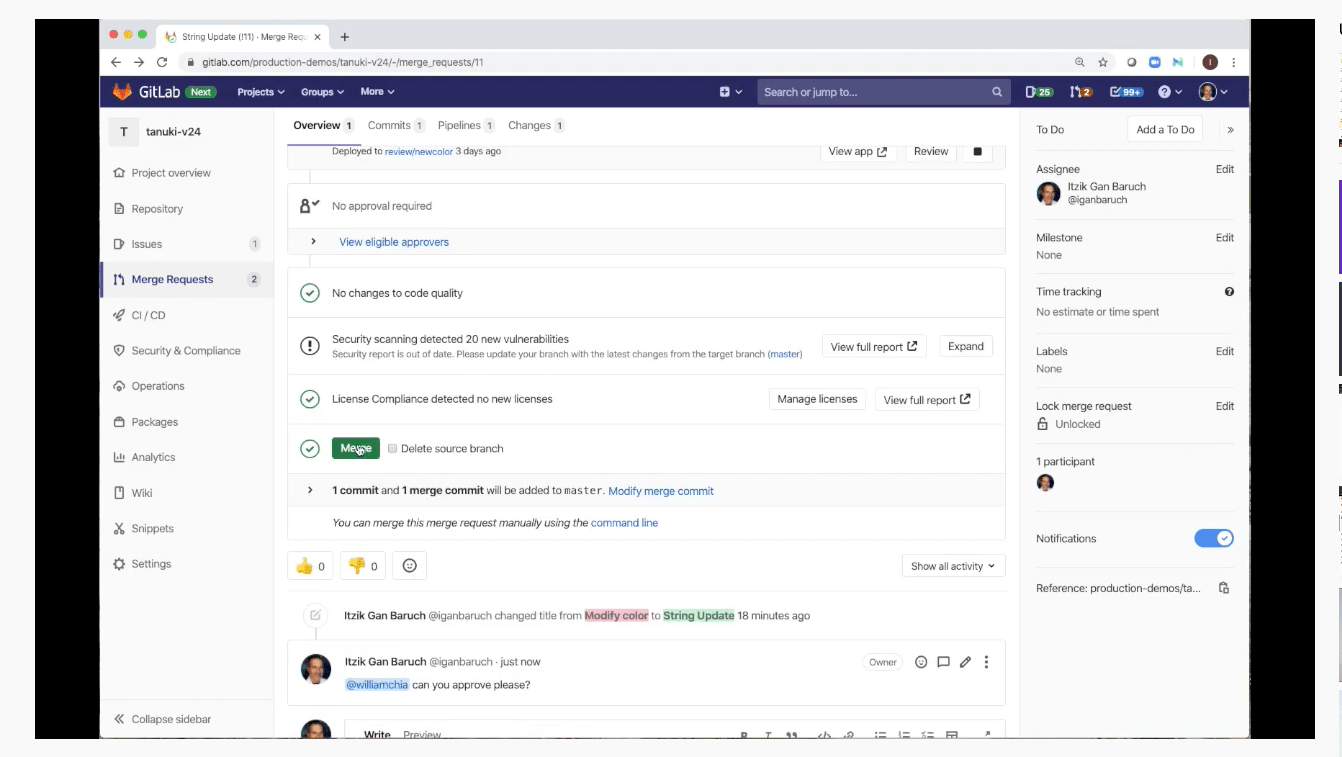 String Update (!11) · Merge Requ
gitlab.com/production-demos/tanuki-v24/-/merge_requests/11
GitLab Next Projects Groups More Search or jump to... 25 2 99+
T tanuki-v24
Project overview
Repository
Issues 1
Merge Requests 2
CI / CD
Security & Compliance
Operations
Packages
Analytics
Wiki
Snippets
Settings
Collapse sidebar
Overview 1 Commits 1 Pipelines 1 Changes 1
Deployed to review/newcolor 3 days ago View app Review
No approval required
View eligible approvers
No changes to code quality
Security scanning detected 20 new vulnerabilities
Security report is out of date. Please update your branch with the latest changes from the target branch (master)
View full report Expand
License Compliance detected no new licenses Manage licenses View full report
Merge Delete source branch
1 commit and 1 merge commit will be added to master. Modify merge commit
You can merge this merge request manually using the command line
0 0 Show all activity
Itzik Gan Baruch @iganbaruch changed title from Modify color to String Update 18 minutes ago
Itzik Gan Baruch @iganbaruch · just now Owner
@williamchia can you approve please?
Write Preview
To Do Add a To Do
Assignee Edit
Itzik Gan Baruch
@iganbaruch
Milestone Edit
None
Time tracking
No estimate or time spent
Labels Edit
None
Lock merge request Edit
Unlocked
1 participant
Notifications
Reference: production-demos/ta...